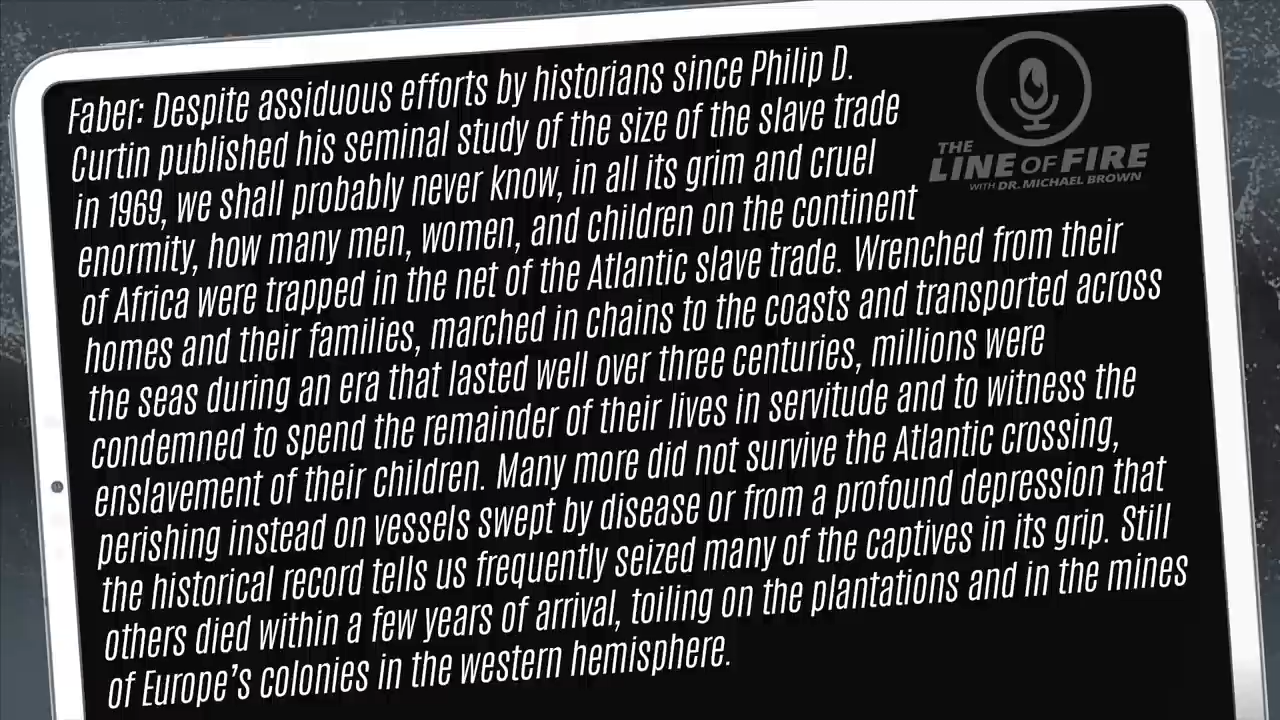 Faber: Despite assiduous efforts by historians since Philip D.
Curtin published his seminal study of the size of the slave trade
in 1969, we shall probably never know, in all its grim and cruel
enormity, how many men, women, and children on the continent
of Africa were trapped in the net of the Atlantic slave trade. Wrenched from their
homes and their families, marched in chains to the coasts and transported across
the seas during an era that lasted well over three centuries, millions were
condemned to spend the remainder of their lives in servitude and to witness the
enslavement of their children. Many more did not survive the Atlantic crossing,
perishing instead on vessels swept by disease or from a profound depression that
the historical record tells us frequently seized many of the captives in its grip. Still
others died within a few years of arrival, toiling on the plantations and in the mines
of Europe's colonies in the western hemisphere.
THE
LINE OF FIRE
WITH DR. MICHAEL BROWN